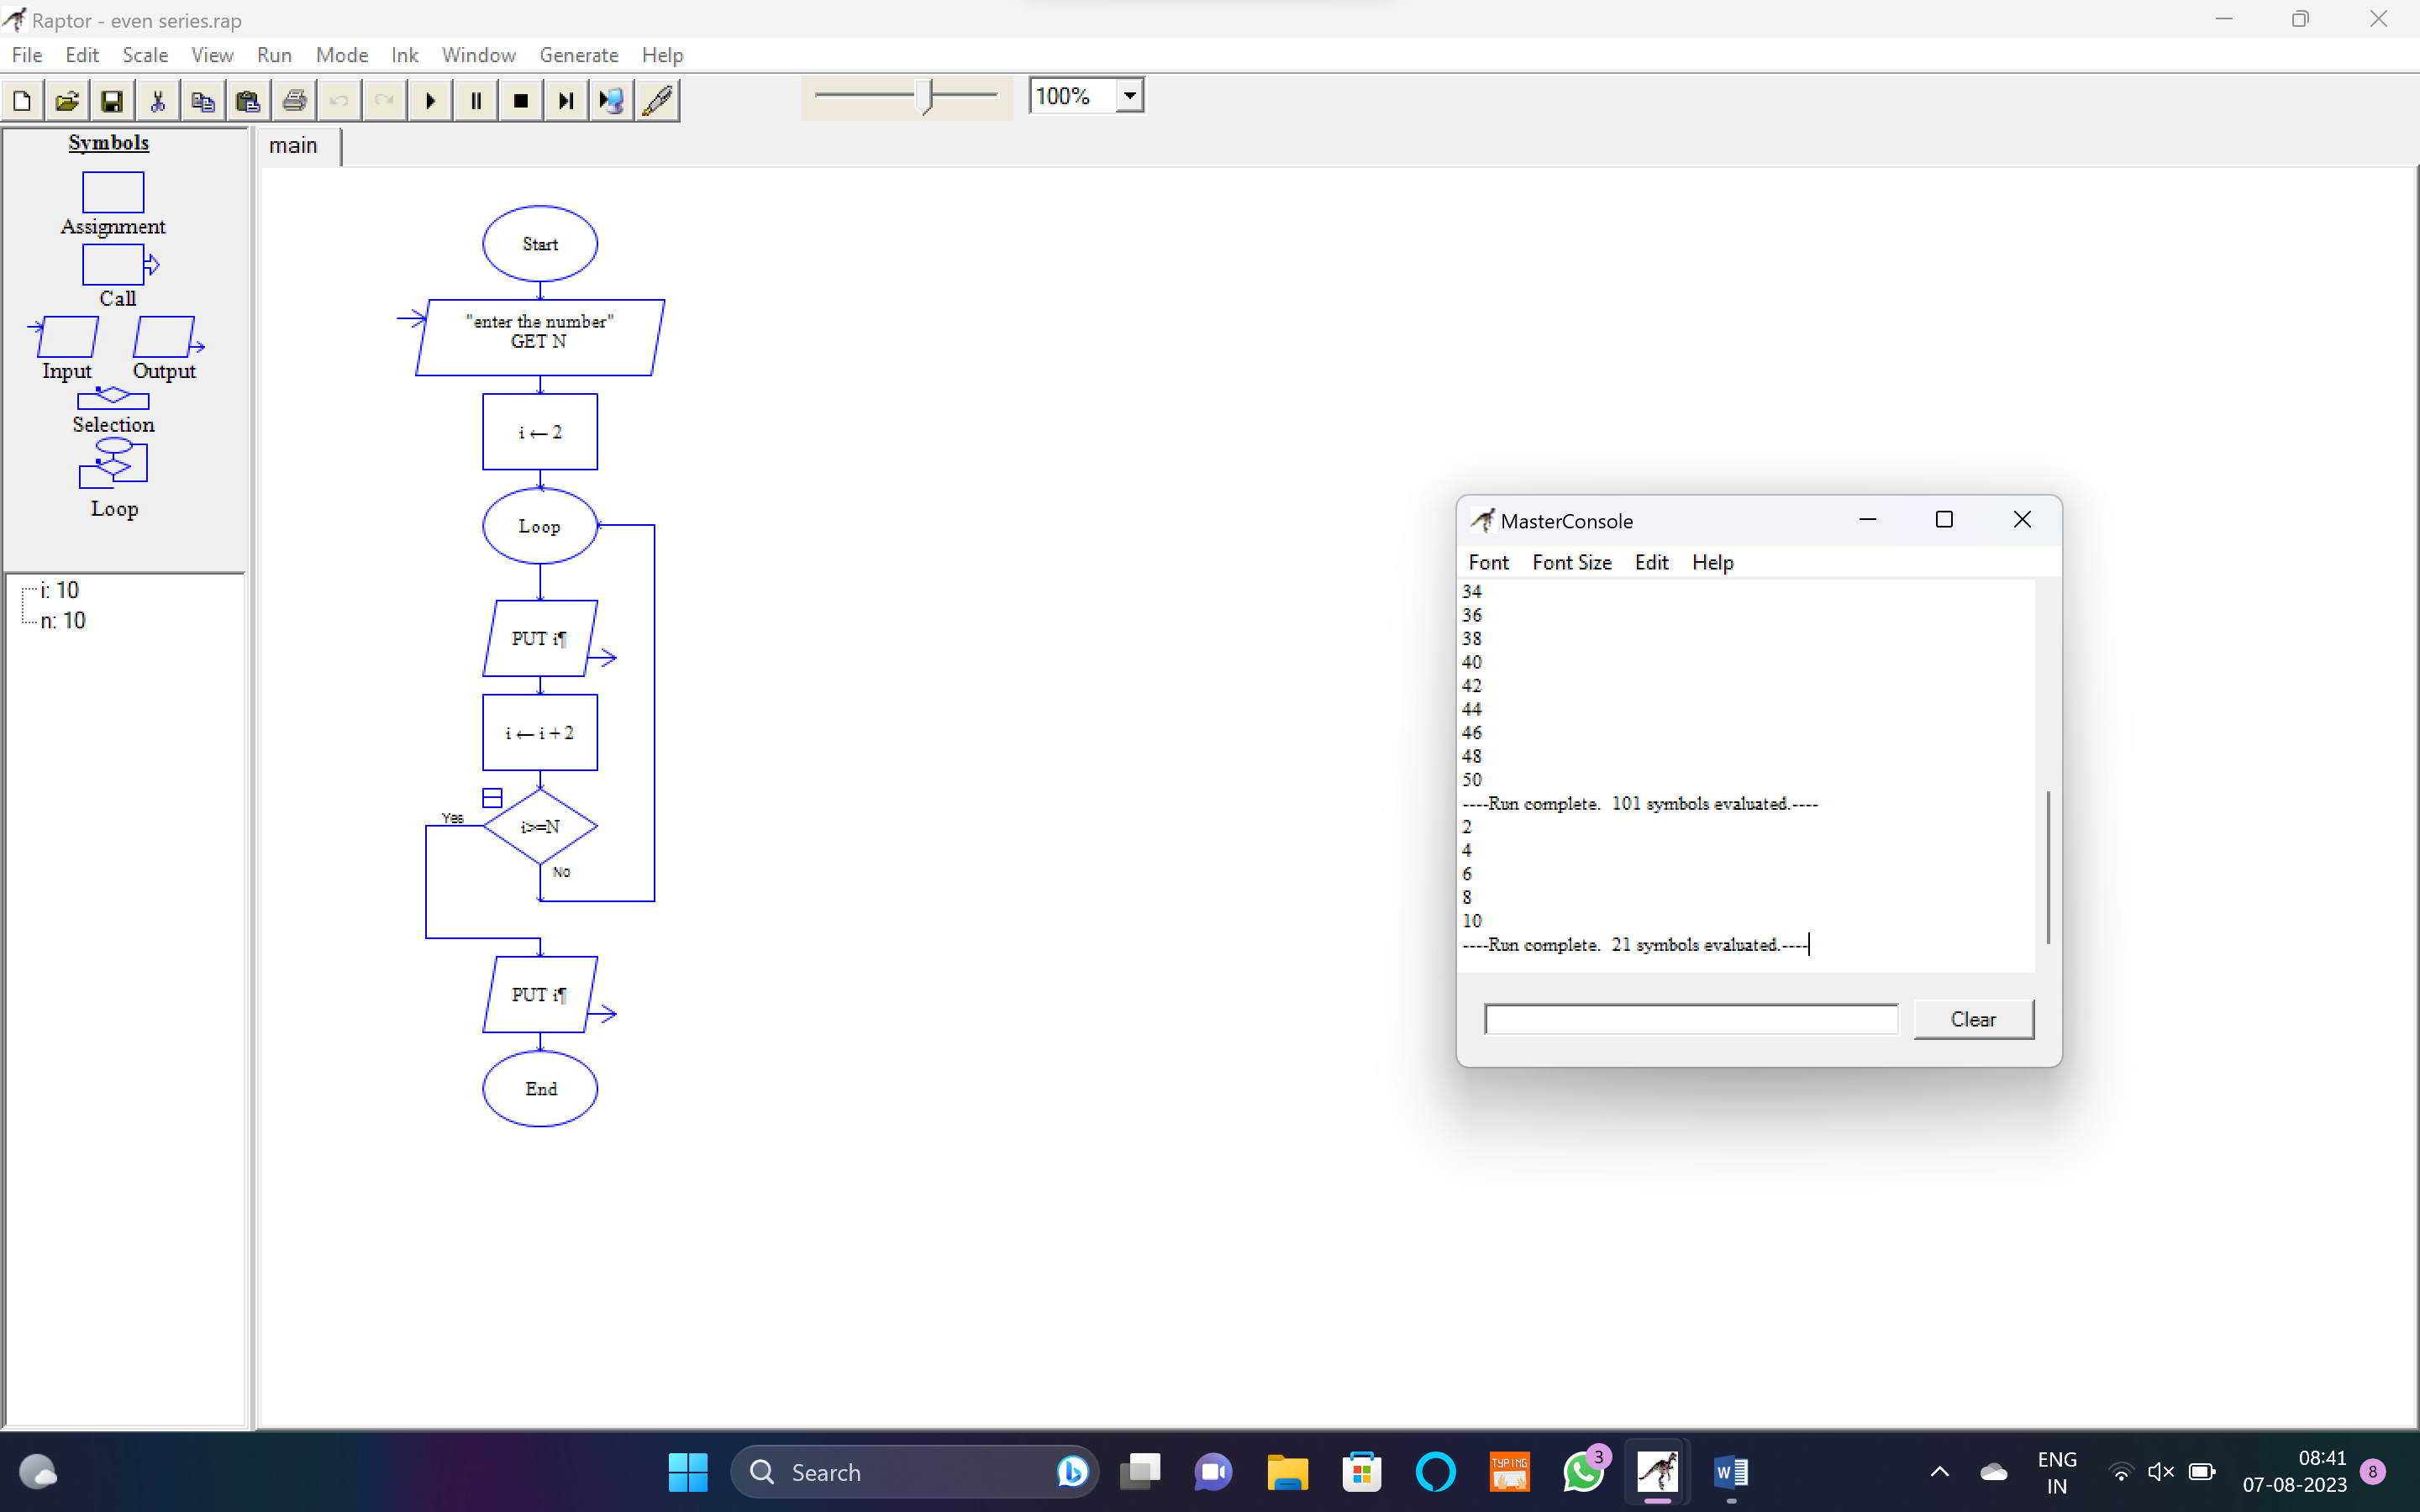 Raptor - even series.rap
File Edit Scale View Run Mode Ink Window Generate Help
100%
Symbols
Assignment
Call
Input Output
Selection
Loop
i: 10
n: 10
main
Start
"enter the number"
GET N
i ← 2
Loop
PUT i¶
i ← i + 2
Yes
i>=N
No
PUT i¶
End
MasterConsole
Font Font Size Edit Help
34
36
38
40
42
44
46
48
50
----Run complete.  101 symbols evaluated.----
2
4
6
8
10
----Run complete.  21 symbols evaluated.----
Clear
Search
TYPING
3
W
ENG
IN
08:41
07-08-2023
8